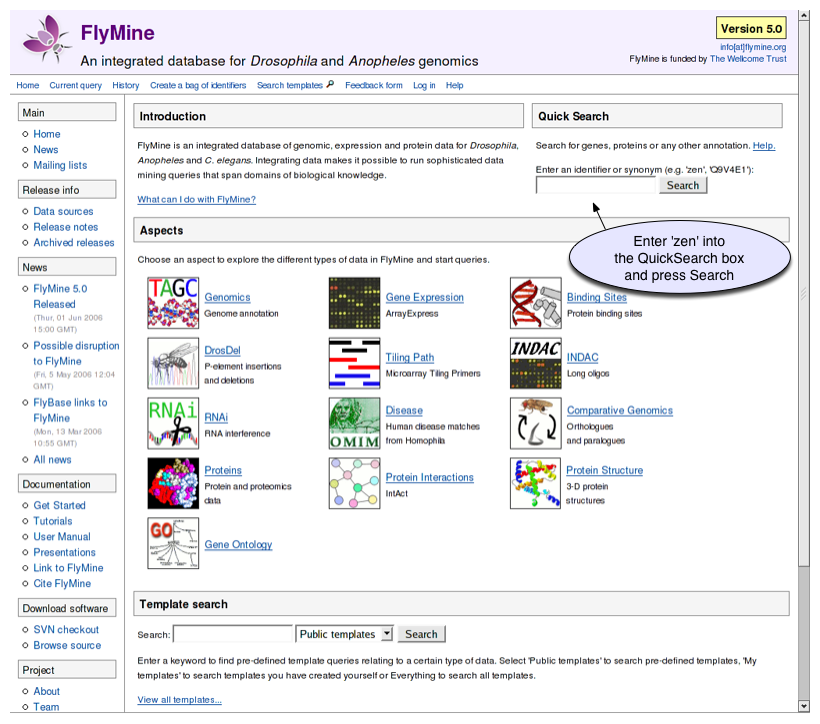 FlyMine
An integrated database for Drosophila and Anopheles genomics
Version 5.0
info[at]flymine.org
FlyMine is funded by The Wellcome Trust
Home Current query History Create a bag of identifiers Search templates Feedback form Log in Help
Main
Home
News
Mailing lists
Release info
Data sources
Release notes
Archived releases
News
FlyMine 5.0
Released
(Thur, 01 Jun 2006
15:00 GMT)
Possible disruption
to FlyMine
(Fri, 5 May 2006 12:04
GMT)
FlyBase links to
FlyMine
(Mon, 13 Mar 2006
10:55 GMT)
All news
Documentation
Get Started
Tutorials
User Manual
Presentations
Link to FlyMine
Cite FlyMine
Download software
SVN checkout
Browse source
Project
About
Team
Introduction
FlyMine is an integrated database of genomic, expression and protein data for Drosophila,
Anopheles and C. elegans. Integrating data makes it possible to run sophisticated data
mining queries that span domains of biological knowledge.
What can I do with FlyMine?
Quick Search
Search for genes, proteins or any other annotation. Help.
Enter an identifier or synonym (e.g. 'zen', 'Q9V4E1'):
Search
Enter 'zen' into
the QuickSearch box
and press Search
Aspects
Choose an aspect to explore the different types of data in FlyMine and start queries.
TAGC
Genomics
Genome annotation
Gene Expression
ArrayExpress
Binding Sites
Protein binding sites
DrosDel
P-element insertions
and deletions
Tiling Path
Microarray Tiling Primers
INDAC
INDAC
Long oligos
RNAi
RNAi
RNA interference
OMIM
Disease
Human disease matches
from Homophila
Comparative Genomics
Orthologues
and paralogues
Proteins
Protein and proteomics
data
Protein Interactions
IntAct
Protein Structure
3-D protein
structures
GO
Gene Ontology
Template search
Search: Public templates Search
Enter a keyword to find pre-defined template queries relating to a certain type of data. Select 'Public templates' to search pre-defined templates, 'My
templates' to search templates you have created yourself or Everything to search all templates.
View all templates...